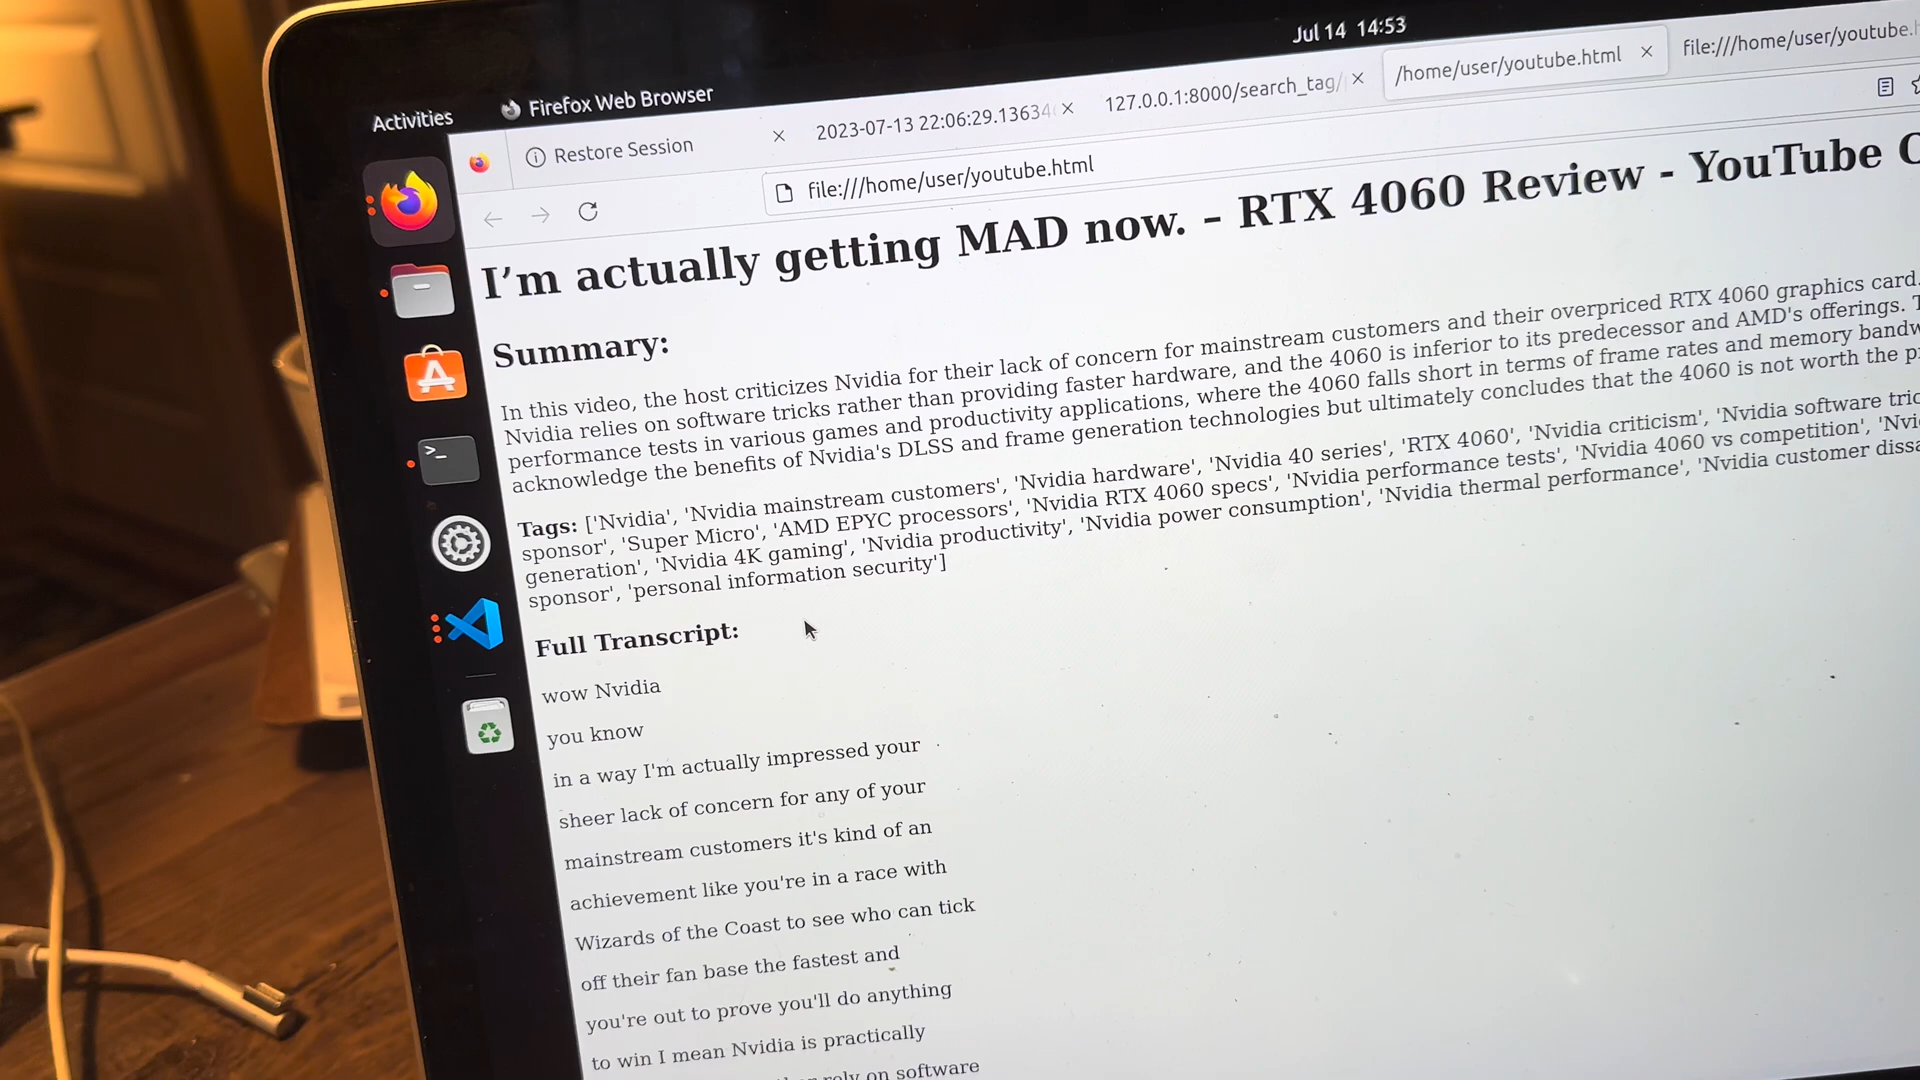 Jul 14 14:53
Activities
Firefox Web Browser
Restore Session
2023-07-13 22:06:29.13634
127.0.0.1:8000/search_tag/
/home/user/youtube.html
file:///home/user/youtube.
file:///home/user/youtube.html
I'm actually getting MAD now. – RTX 4060 Review - YouTube
Summary:
In this video, the host criticizes Nvidia for their lack of concern for mainstream customers and their overpriced RTX 4060 graphics card.
Nvidia relies on software tricks rather than providing faster hardware, and the 4060 is inferior to its predecessor and AMD's offerings.
performance tests in various games and productivity applications, where the 4060 falls short in terms of frame rates and memory
acknowledge the benefits of Nvidia's DLSS and frame generation technologies but ultimately concludes that the 4060 is not worth the
Tags: ['Nvidia', 'Nvidia mainstream customers', 'Nvidia hardware', 'Nvidia 40 series', 'RTX 4060', 'Nvidia criticism', 'Nvidia software
sponsor', 'Super Micro', 'AMD EPYC processors', 'Nvidia RTX 4060 specs', 'Nvidia performance tests', 'Nvidia 4060 vs competition',
generation', 'Nvidia 4K gaming', 'Nvidia productivity', 'Nvidia power consumption', 'Nvidia thermal performance', 'Nvidia customer
sponsor', 'personal information security']
Full Transcript:
wow Nvidia
you know
in a way I'm actually impressed your
sheer lack of concern for any of your
mainstream customers it's kind of an
achievement like you're in a race with
Wizards of the Coast to see who can tick
off their fan base the fastest and
you're out to prove you'll do anything
to win I mean Nvidia is practically
rely on software